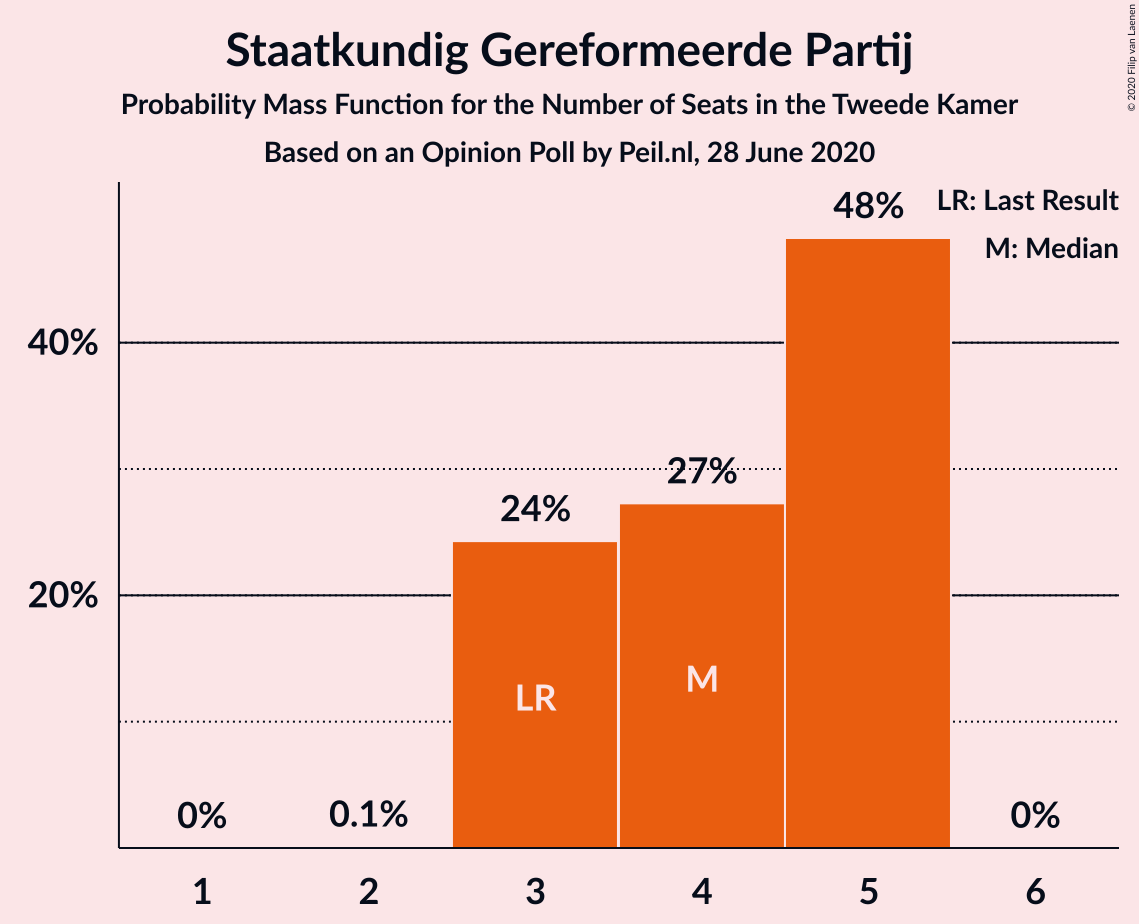 Staatkundig Gereformeerde Partij
Probability Mass Function for the Number of Seats in the Tweede Kamer
Based on an Opinion Poll by Peil.nl, 28 June 2020
© 2020 Filip van Laenen
LR: Last Result
M: Median
48%
40%
27%
24%
20%
LR
M
0%
0.1%
0%
1
2
3
4
5
6